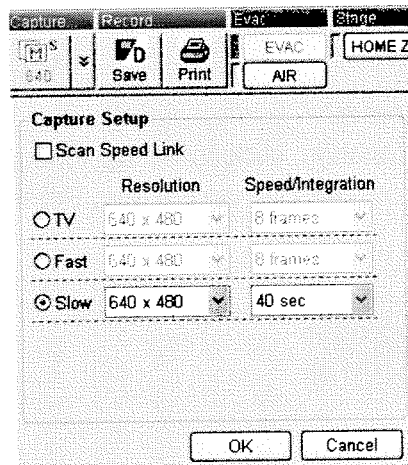 Capture Record Evac Stage
[M] S EVAC HOME Z
640 Save Print AIR
Capture Setup
Scan Speed Link
Resolution Speed/Integration
TV 640 x 480 8 frames
Fast 640 x 480 8 frames
Slow 640 x 480 40 sec
OK Cancel